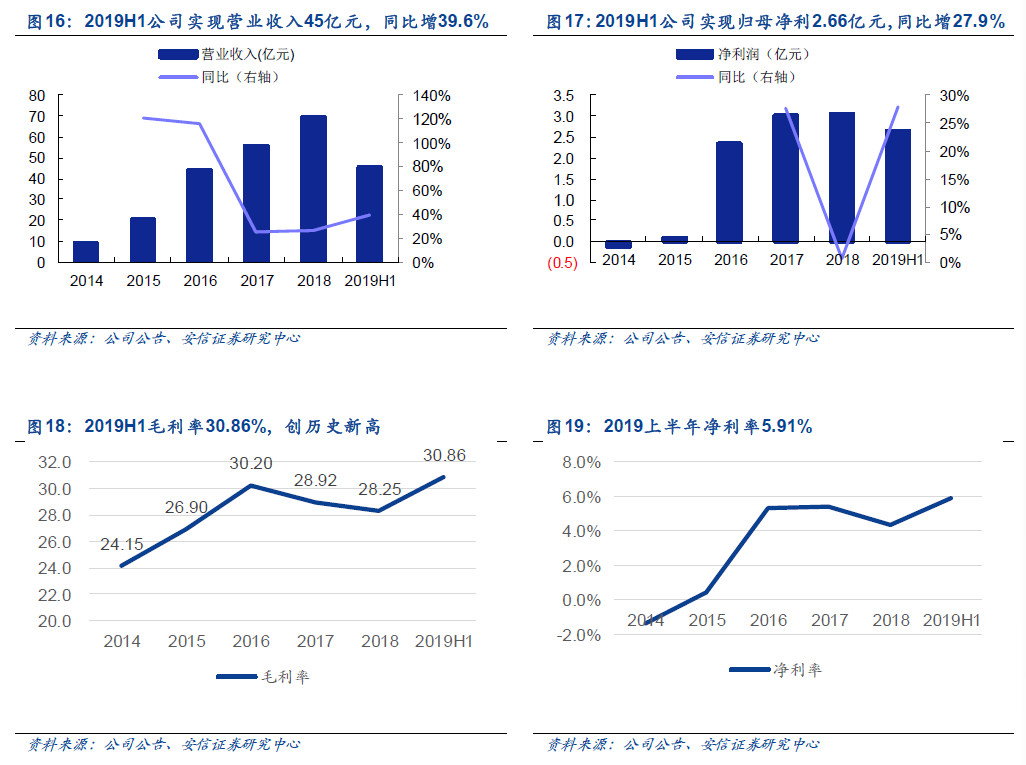 图16：2019H1公司实现营业收入45亿元，同比增39.6%
营业收入(亿元)
同比（右轴）
80
70
60
50
40
30
20
10
0
140%
120%
100%
80%
60%
40%
20%
0%
2014 2015 2016 2017 2018 2019H1
资料来源：公司公告、安信证券研究中心
图17：2019H1公司实现归母净利2.66亿元,同比增27.9%
净利润（亿元）
同比（右轴）
3.5
3.0
2.5
2.0
1.5
1.0
0.5
0.0
(0.5)
30%
25%
20%
15%
10%
5%
0%
2014 2015 2016 2017 2018 2019H1
资料来源：公司公告、安信证券研究中心
图18：2019H1毛利率30.86%，创历史新高
32.0
30.0
28.0
26.0
24.0
22.0
20.0
24.15
26.90
30.20
28.92
28.25
30.86
2014 2015 2016 2017 2018 2019H1
毛利率
资料来源：公司公告、安信证券研究中心
图19：2019上半年净利率5.91%
8.0%
6.0%
4.0%
2.0%
0.0%
-2.0%
2014 2015 2016 2017 2018 2019H1
净利率
资料来源：公司公告、安信证券研究中心